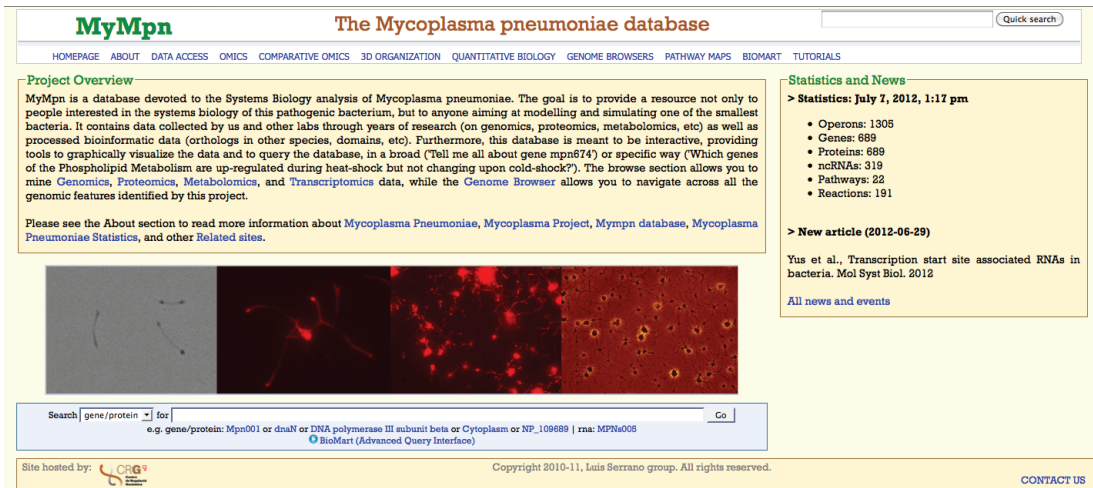 MyMpn
The Mycoplasma pneumoniae database
Quick search
HOMEPAGE ABOUT DATA ACCESS OMICS COMPARATIVE OMICS 3D ORGANIZATION QUANTITATIVE BIOLOGY GENOME BROWSERS PATHWAY MAPS BIOMART TUTORIALS
Project Overview
MyMpn is a database devoted to the Systems Biology analysis of Mycoplasma pneumoniae. The goal is to provide a resource not only to
people interested in the systems biology of this pathogenic bacterium, but to anyone aiming at modelling and simulating one of the smallest
bacteria. It contains data collected by us and other labs through years of research (on genomics, proteomics, metabolomics, etc) as well as
processed bioinformatic data (orthologs in other species, domains, etc). Furthermore, this database is meant to be interactive, providing
tools to graphically visualize the data and to query the database, in a broad ('Tell me all about gene mpn674') or specific way ('Which genes
of the Phospholipid Metabolism are up-regulated during heat-shock but not changing upon cold-shock?'). The browse section allows you to
mine Genomics, Proteomics, Metabolomics, and Transcriptomics data, while the Genome Browser allows you to navigate across all the
genomic features identified by this project.
Please see the About section to read more information about Mycoplasma Pneumoniae, Mycoplasma Project, Mympn database, Mycoplasma
Pneumoniae Statistics, and other Related sites.
Statistics and News
> Statistics: July 7, 2012, 1:17 pm
• Operons: 1305
• Genes: 689
• Proteins: 689
• ncRNAs: 319
• Pathways: 22
• Reactions: 191
> New article (2012-06-29)
Yus et al., Transcription start site associated RNAs in
bacteria. Mol Syst Biol. 2012
All news and events
Search gene/protein for Go
e.g. gene/protein: Mpn001 or dnaN or DNA polymerase III subunit beta or Cytoplasm or NP_109689 | rna: MPNs005
BioMart (Advanced Query Interface)
Site hosted by: CRG
Copyright 2010-11, Luis Serrano group. All rights reserved.
CONTACT US